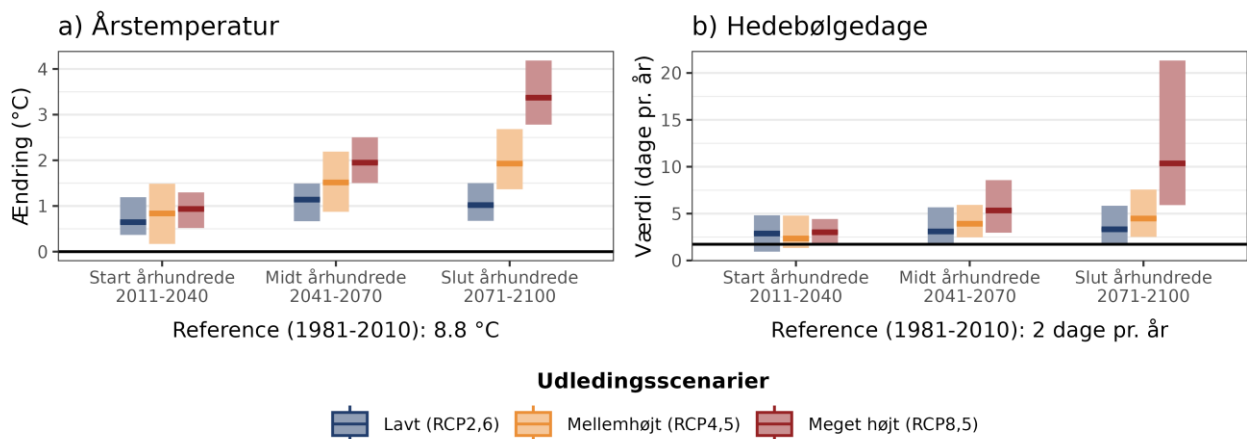 a) Årstemperatur
Ændring (°C)
4
3
2
1
0
Start århundrede
2011-2040
Midt århundrede
2041-2070
Slut århundrede
2071-2100
Reference (1981-2010): 8.8 °C
b) Hedebølgedage
Værdi (dage pr. år)
20
15
10
5
0
Start århundrede
2011-2040
Midt århundrede
2041-2070
Slut århundrede
2071-2100
Reference (1981-2010): 2 dage pr. år
Udledingsscenarier
Lavt (RCP2,6)
Mellemhøjt (RCP4,5)
Meget højt (RCP8,5)